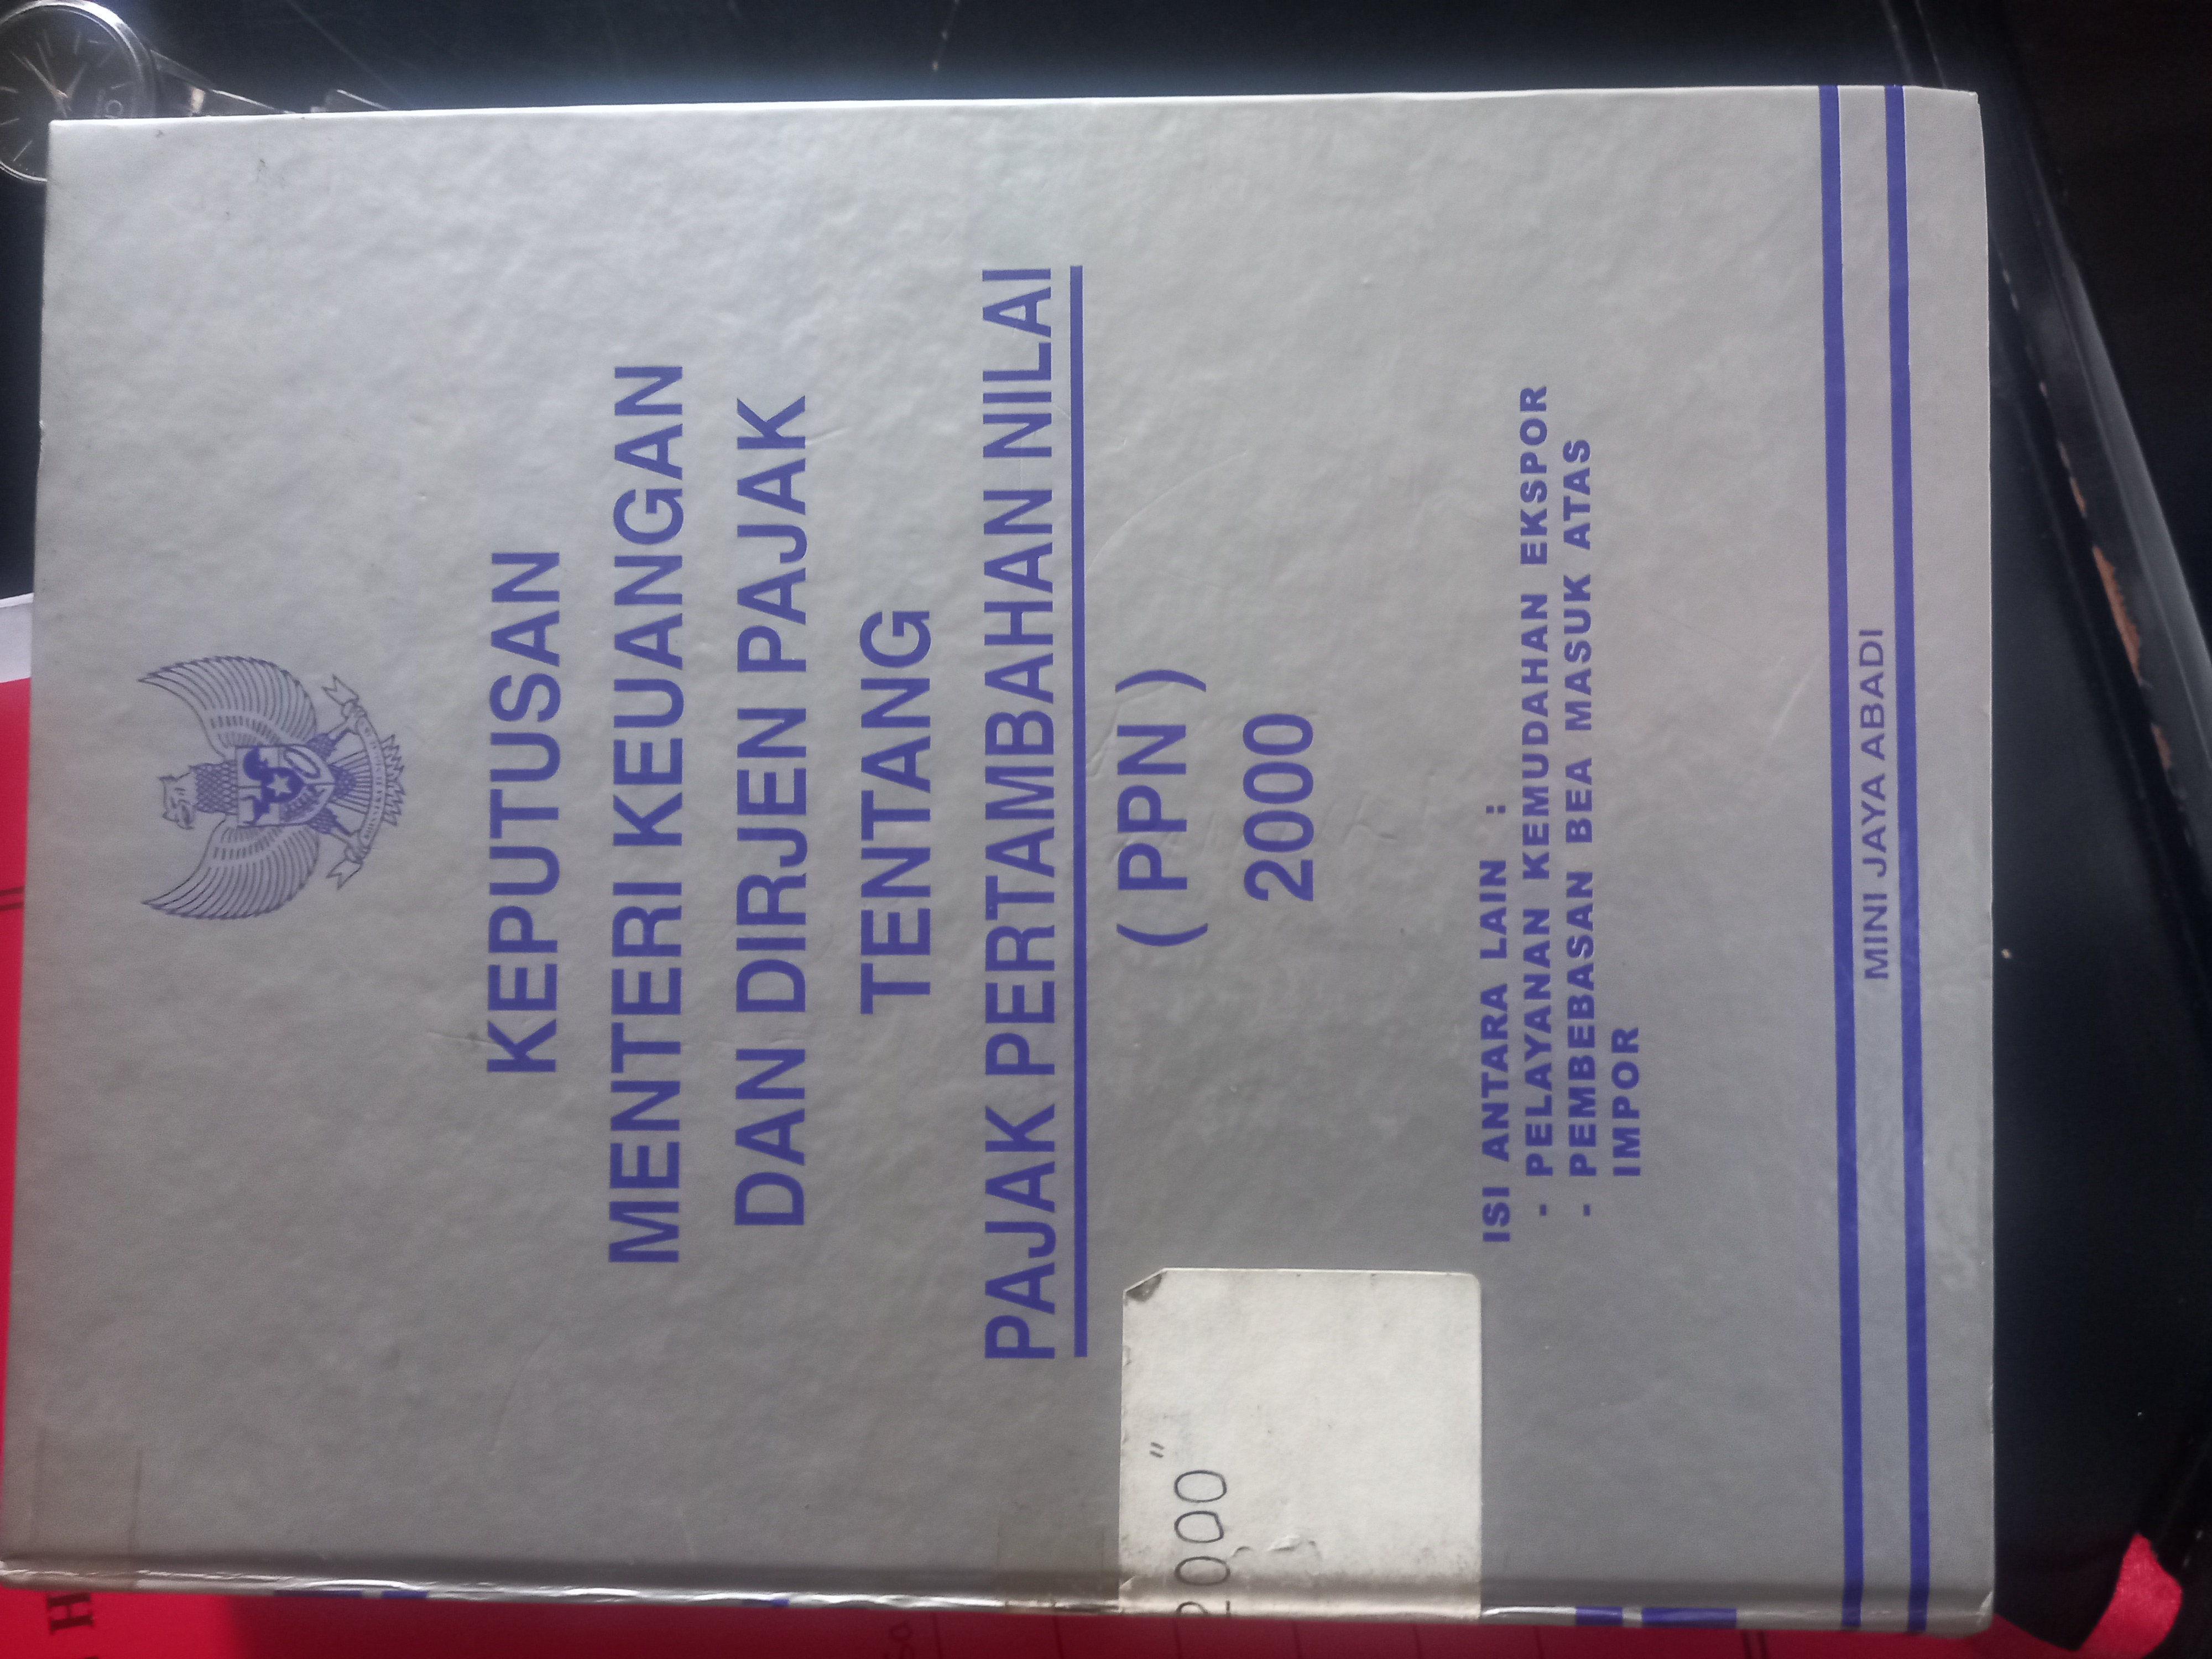 KEPUTUSAN
MENTERI KEUANGAN
DAN DIRJEN PAJAK
TENTANG
PAJAK PERTAMBAHAN NILAI
( PPN )
2000
2000"
ISI ANTARA LAIN :
- PELAYANAN KEMUDAHAN EKSPOR
- PEMBEBASAN BEA MASUK ATAS
IMPOR
MINI JAYA ABADI
H